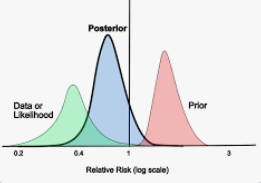 Posterior
Data or
Likelihood
Prior
0.2 0.4 1 3
Relative Risk (log scale)